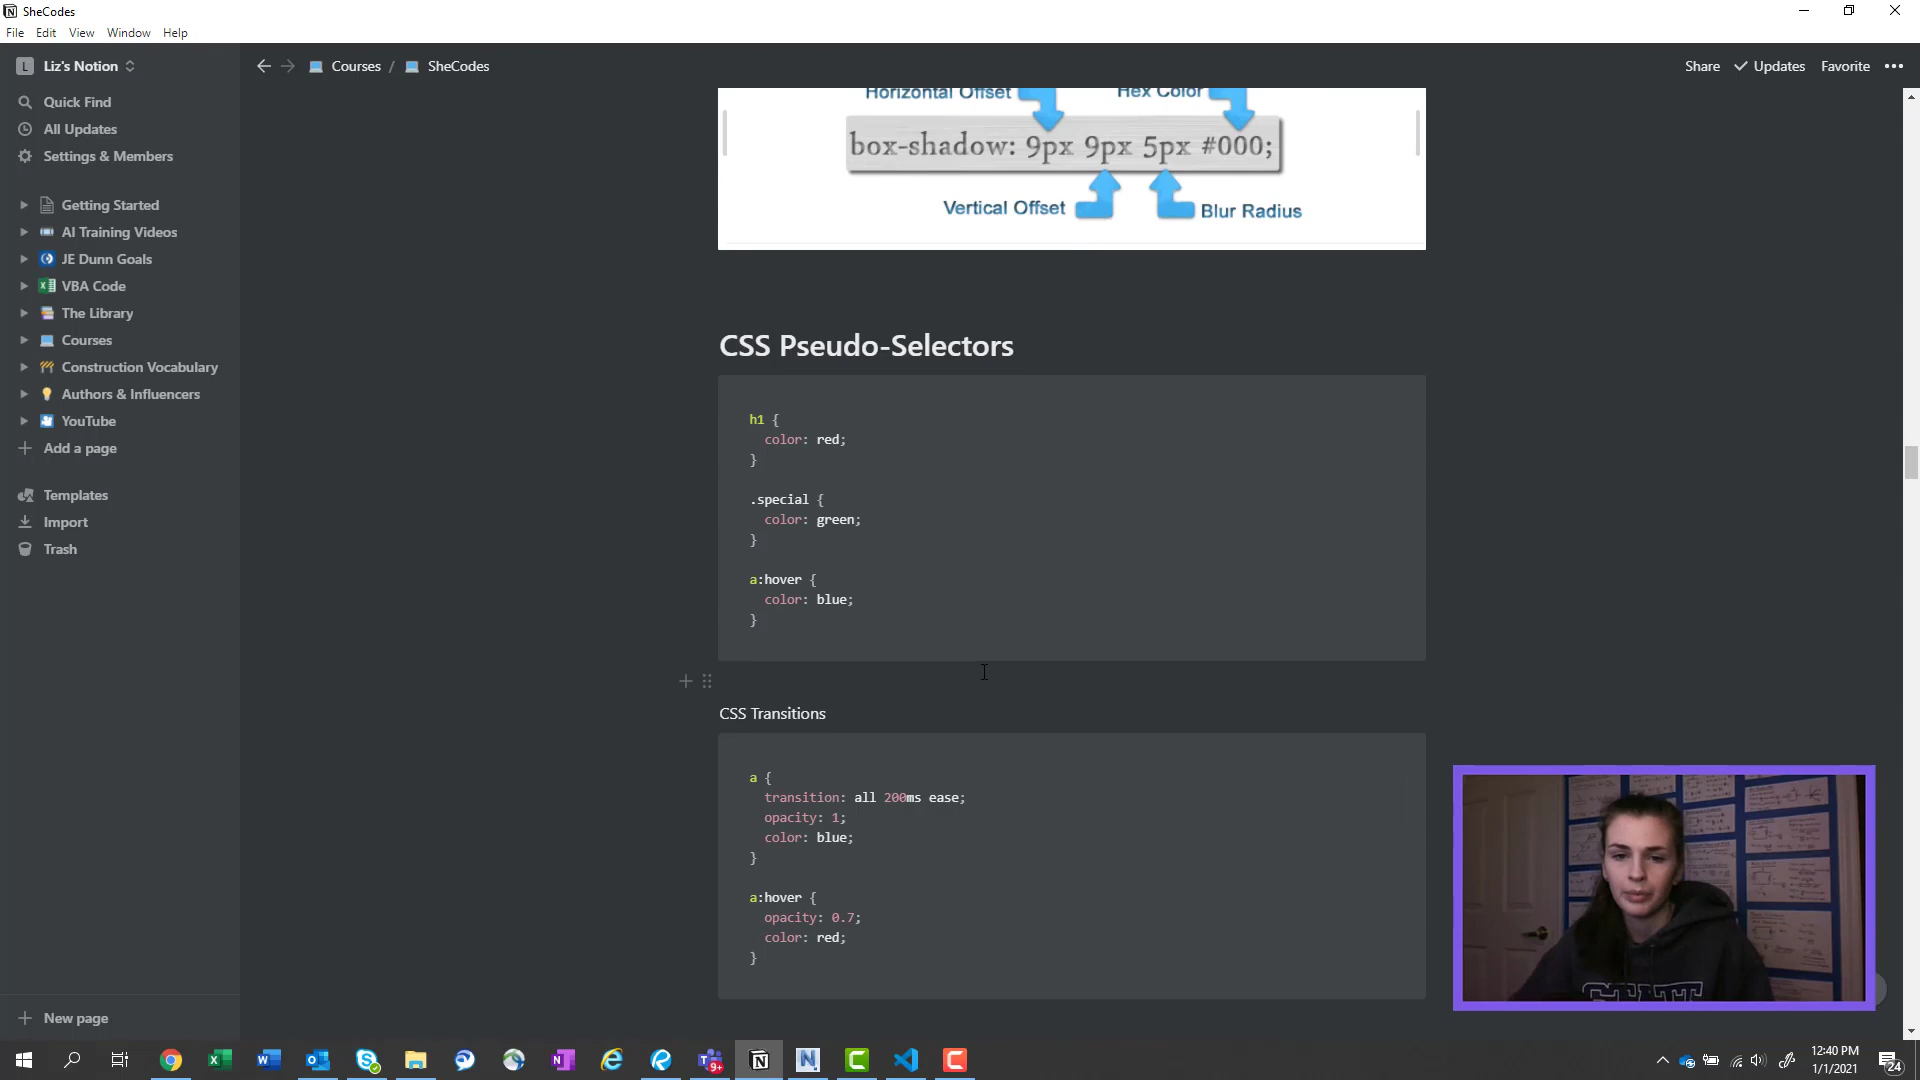 SheCodes
File Edit View Window Help
L Liz's Notion
Courses / SheCodes
Share Updates Favorite
Quick Find
All Updates
Settings & Members
Getting Started
AI Training Videos
JE Dunn Goals
VBA Code
The Library
Courses
Construction Vocabulary
Authors & Influencers
YouTube
Add a page
Templates
Import
Trash
New page
Horizontal Offset Hex Color
box-shadow: 9px 9px 5px #000;
Vertical Offset Blur Radius
CSS Pseudo-Selectors
h1 {
color: red;
}
.special {
color: green;
}
a:hover {
color: blue;
}
CSS Transitions
a {
transition: all 200ms ease;
opacity: 1;
color: blue;
}
a:hover {
opacity: 0.7;
color: red;
}
9+
12:40 PM
1/1/2021
24